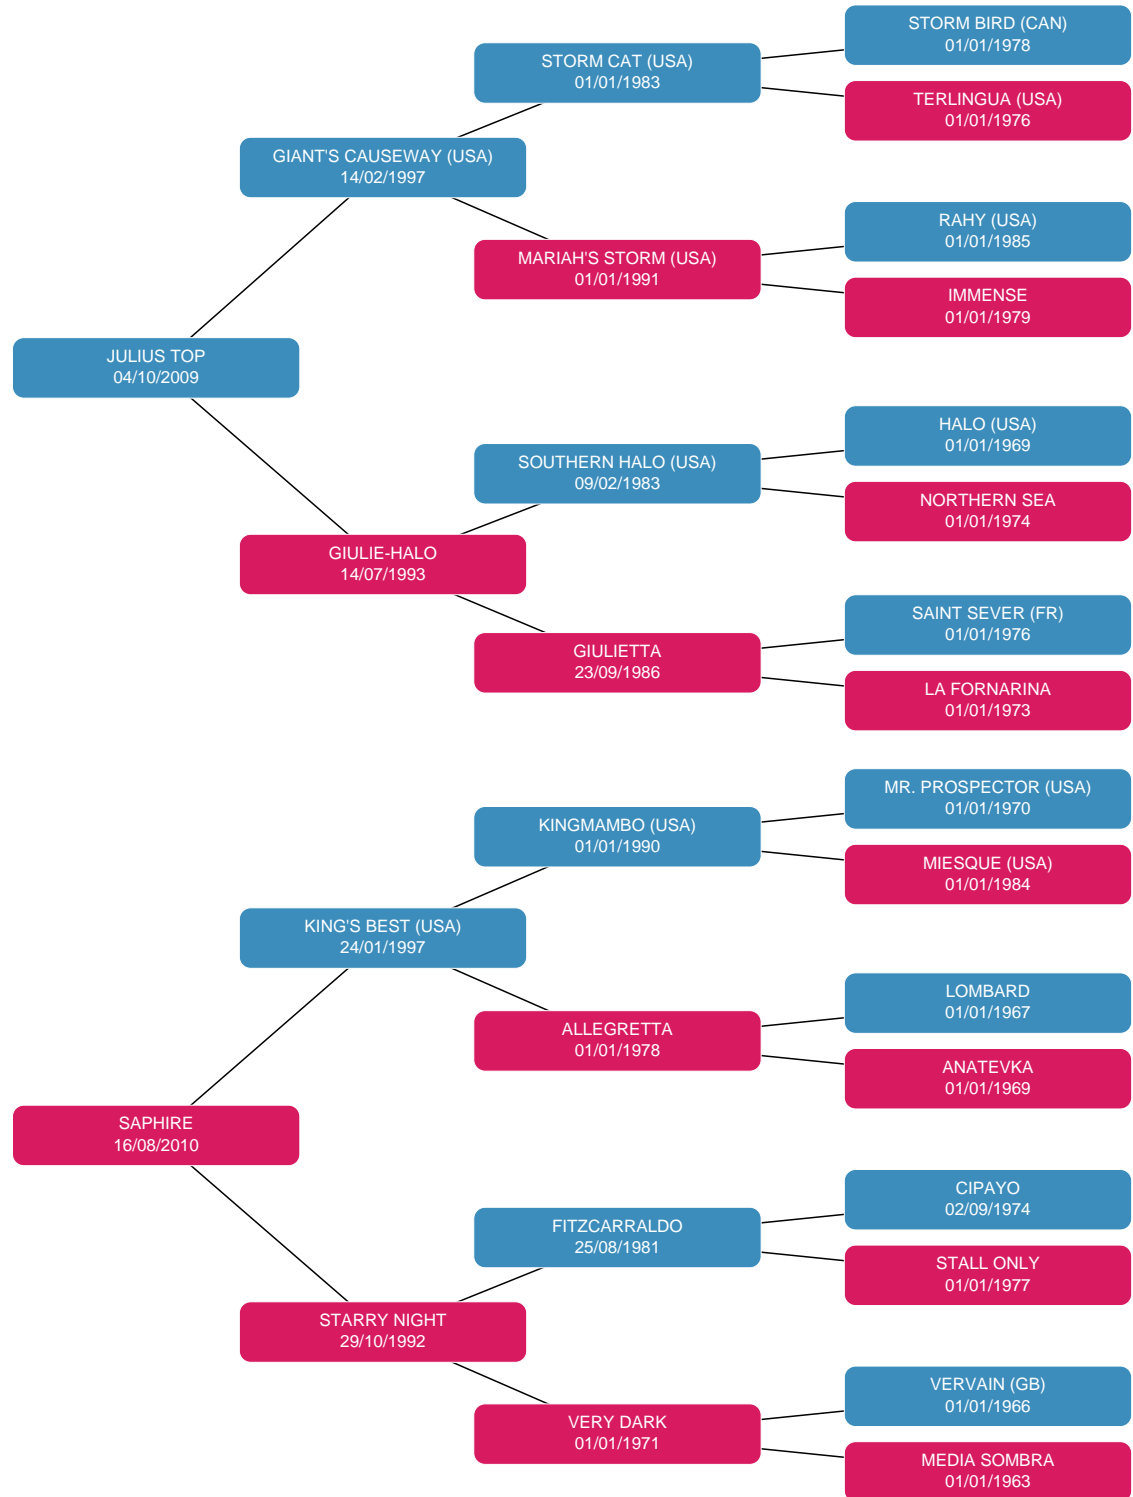 STORM BIRD (CAN)
01/01/1978
STORM CAT (USA)
01/01/1983
TERLINGUA (USA)
01/01/1976
GIANT'S CAUSEWAY (USA)
14/02/1997
RAHY (USA)
01/01/1985
MARIAH'S STORM (USA)
01/01/1991
IMMENSE
01/01/1979
JULIUS TOP
04/10/2009
HALO (USA)
01/01/1969
SOUTHERN HALO (USA)
09/02/1983
NORTHERN SEA
01/01/1974
GIULIE-HALO
14/07/1993
SAINT SEVER (FR)
01/01/1976
GIULIETTA
23/09/1986
LA FORNARINA
01/01/1973
MR. PROSPECTOR (USA)
01/01/1970
KINGMAMBO (USA)
01/01/1990
MIESQUE (USA)
01/01/1984
KING'S BEST (USA)
24/01/1997
LOMBARD
01/01/1967
ALLEGRETTA
01/01/1978
ANATEVKA
01/01/1969
SAPHIRE
16/08/2010
CIPAYO
02/09/1974
FITZCARRALDO
25/08/1981
STALL ONLY
01/01/1977
STARRY NIGHT
29/10/1992
VERVAIN (GB)
01/01/1966
VERY DARK
01/01/1971
MEDIA SOMBRA
01/01/1963